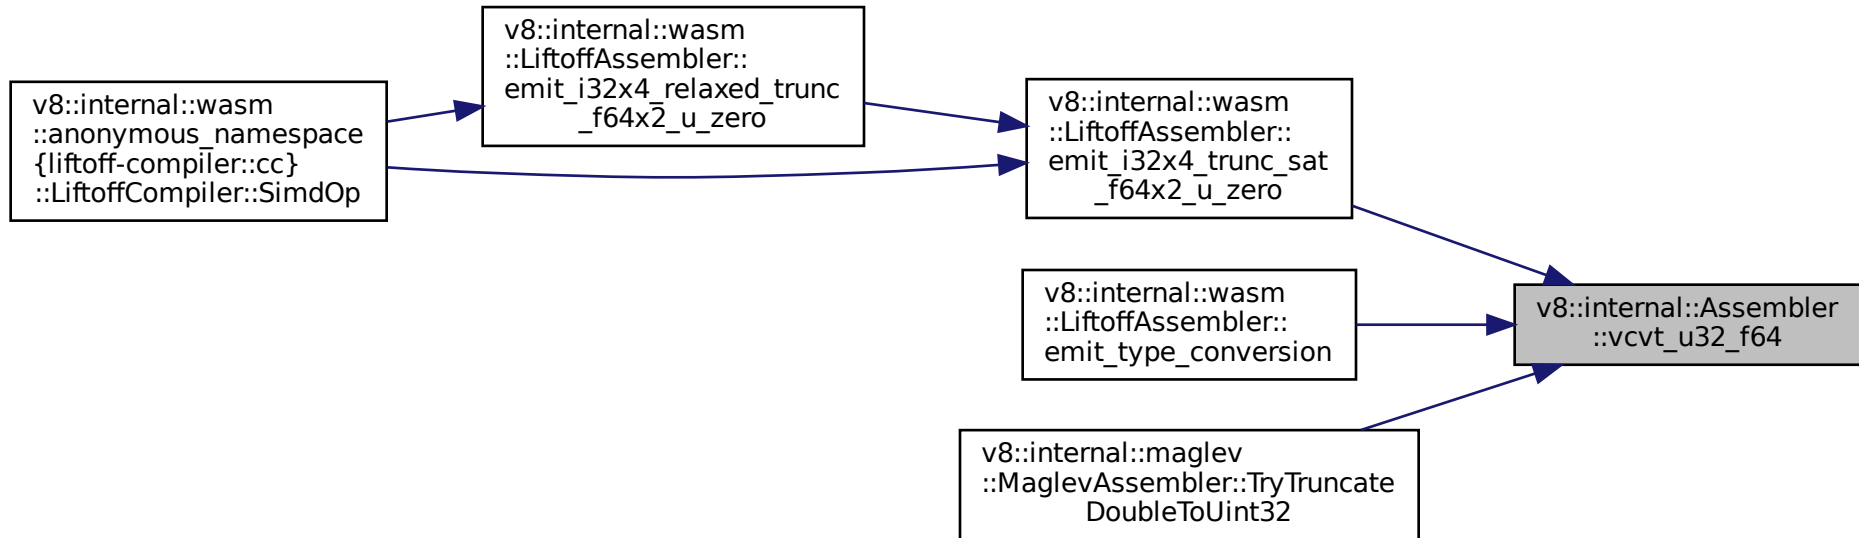 v8::internal::wasm
::anonymous_namespace
{liftoff-compiler::cc}
::LiftoffCompiler::SimdOp
v8::internal::wasm
::LiftoffAssembler::
emit_i32x4_relaxed_trunc
_f64x2_u_zero
v8::internal::wasm
::LiftoffAssembler::
emit_i32x4_trunc_sat
_f64x2_u_zero
v8::internal::wasm
::LiftoffAssembler::
emit_type_conversion
v8::internal::maglev
::MaglevAssembler::TryTruncate
DoubleToUint32
v8::internal::Assembler
::vcvt_u32_f64